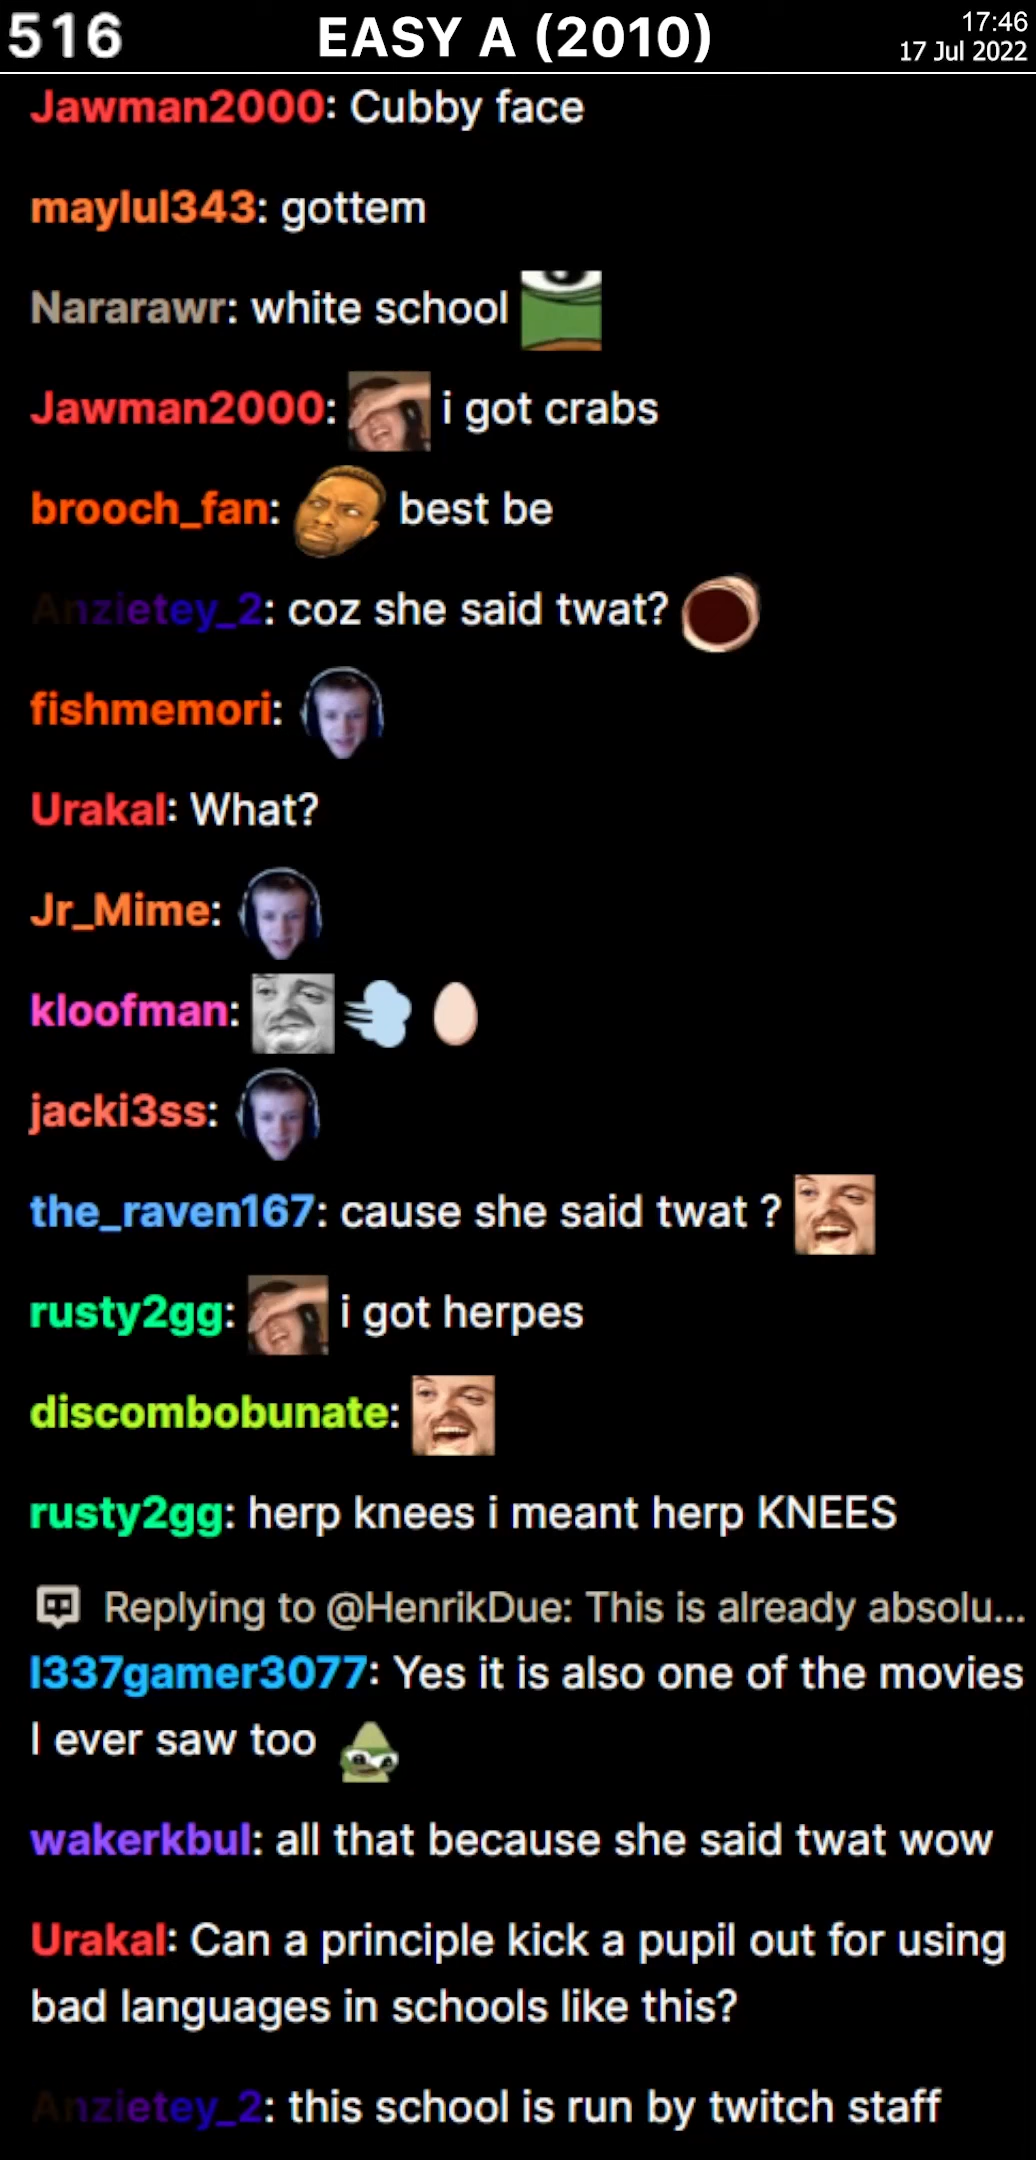 516
EASY A (2010)
17:46
17 Jul 2022
Jawman2000: Cubby face
maylul343: gottem
Nararawr: white school
Jawman2000: i got crabs
brooch_fan: best be
Anzietey_2: coz she said twat?
fishmemori:
Urakal: What?
Jr_Mime:
kloofman:
jacki3ss:
the_raven167: cause she said twat ?
rusty2gg: i got herpes
discombobunate:
rusty2gg: herp knees i meant herp KNEES
Replying to @HenrikDue: This is already absolu...
l337gamer3077: Yes it is also one of the movies
I ever saw too
wakerkbul: all that because she said twat wow
Urakal: Can a principle kick a pupil out for using
bad languages in schools like this?
Anzietey_2: this school is run by twitch staff